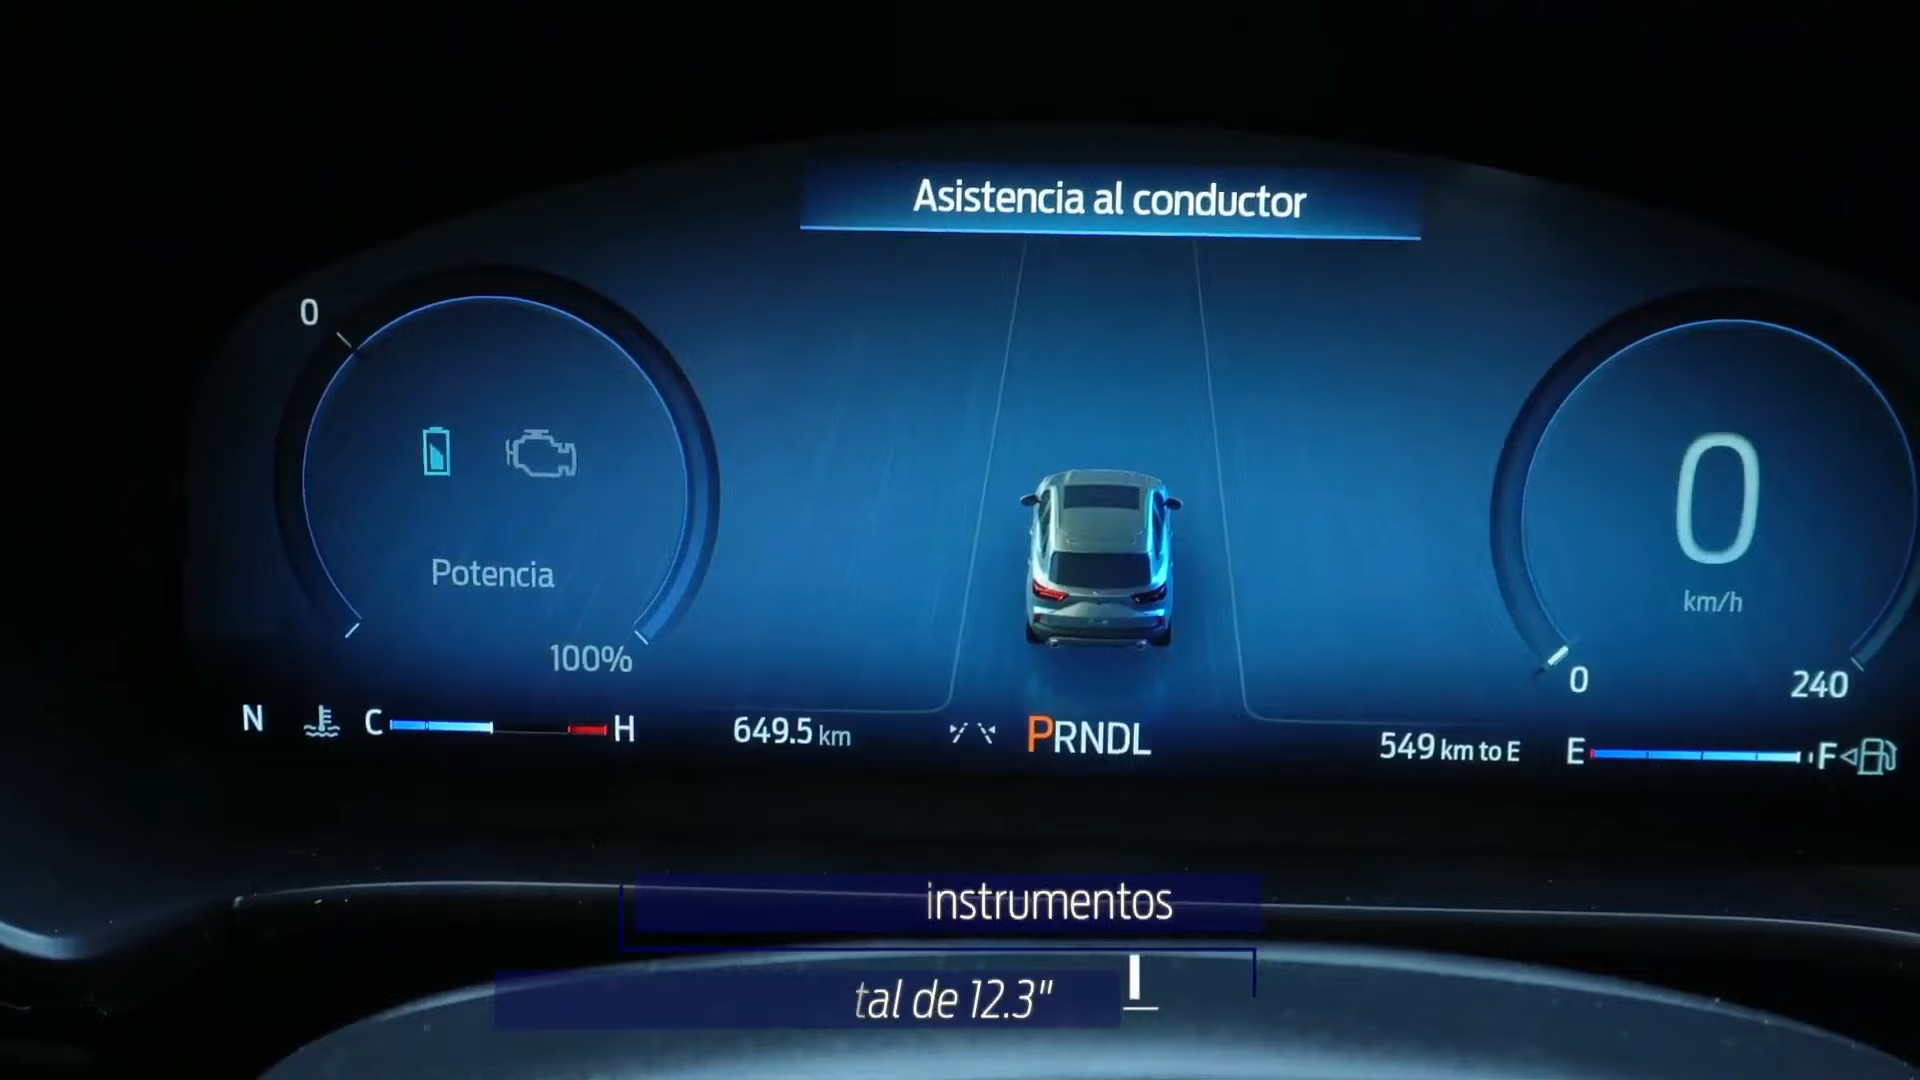 Asistencia al conductor
0
Potencia
100%
0
km/h
0
240
N
C
H
649.5 km
PRNDL
549 km to E
E
F
instrumentos
tal de 12.3"